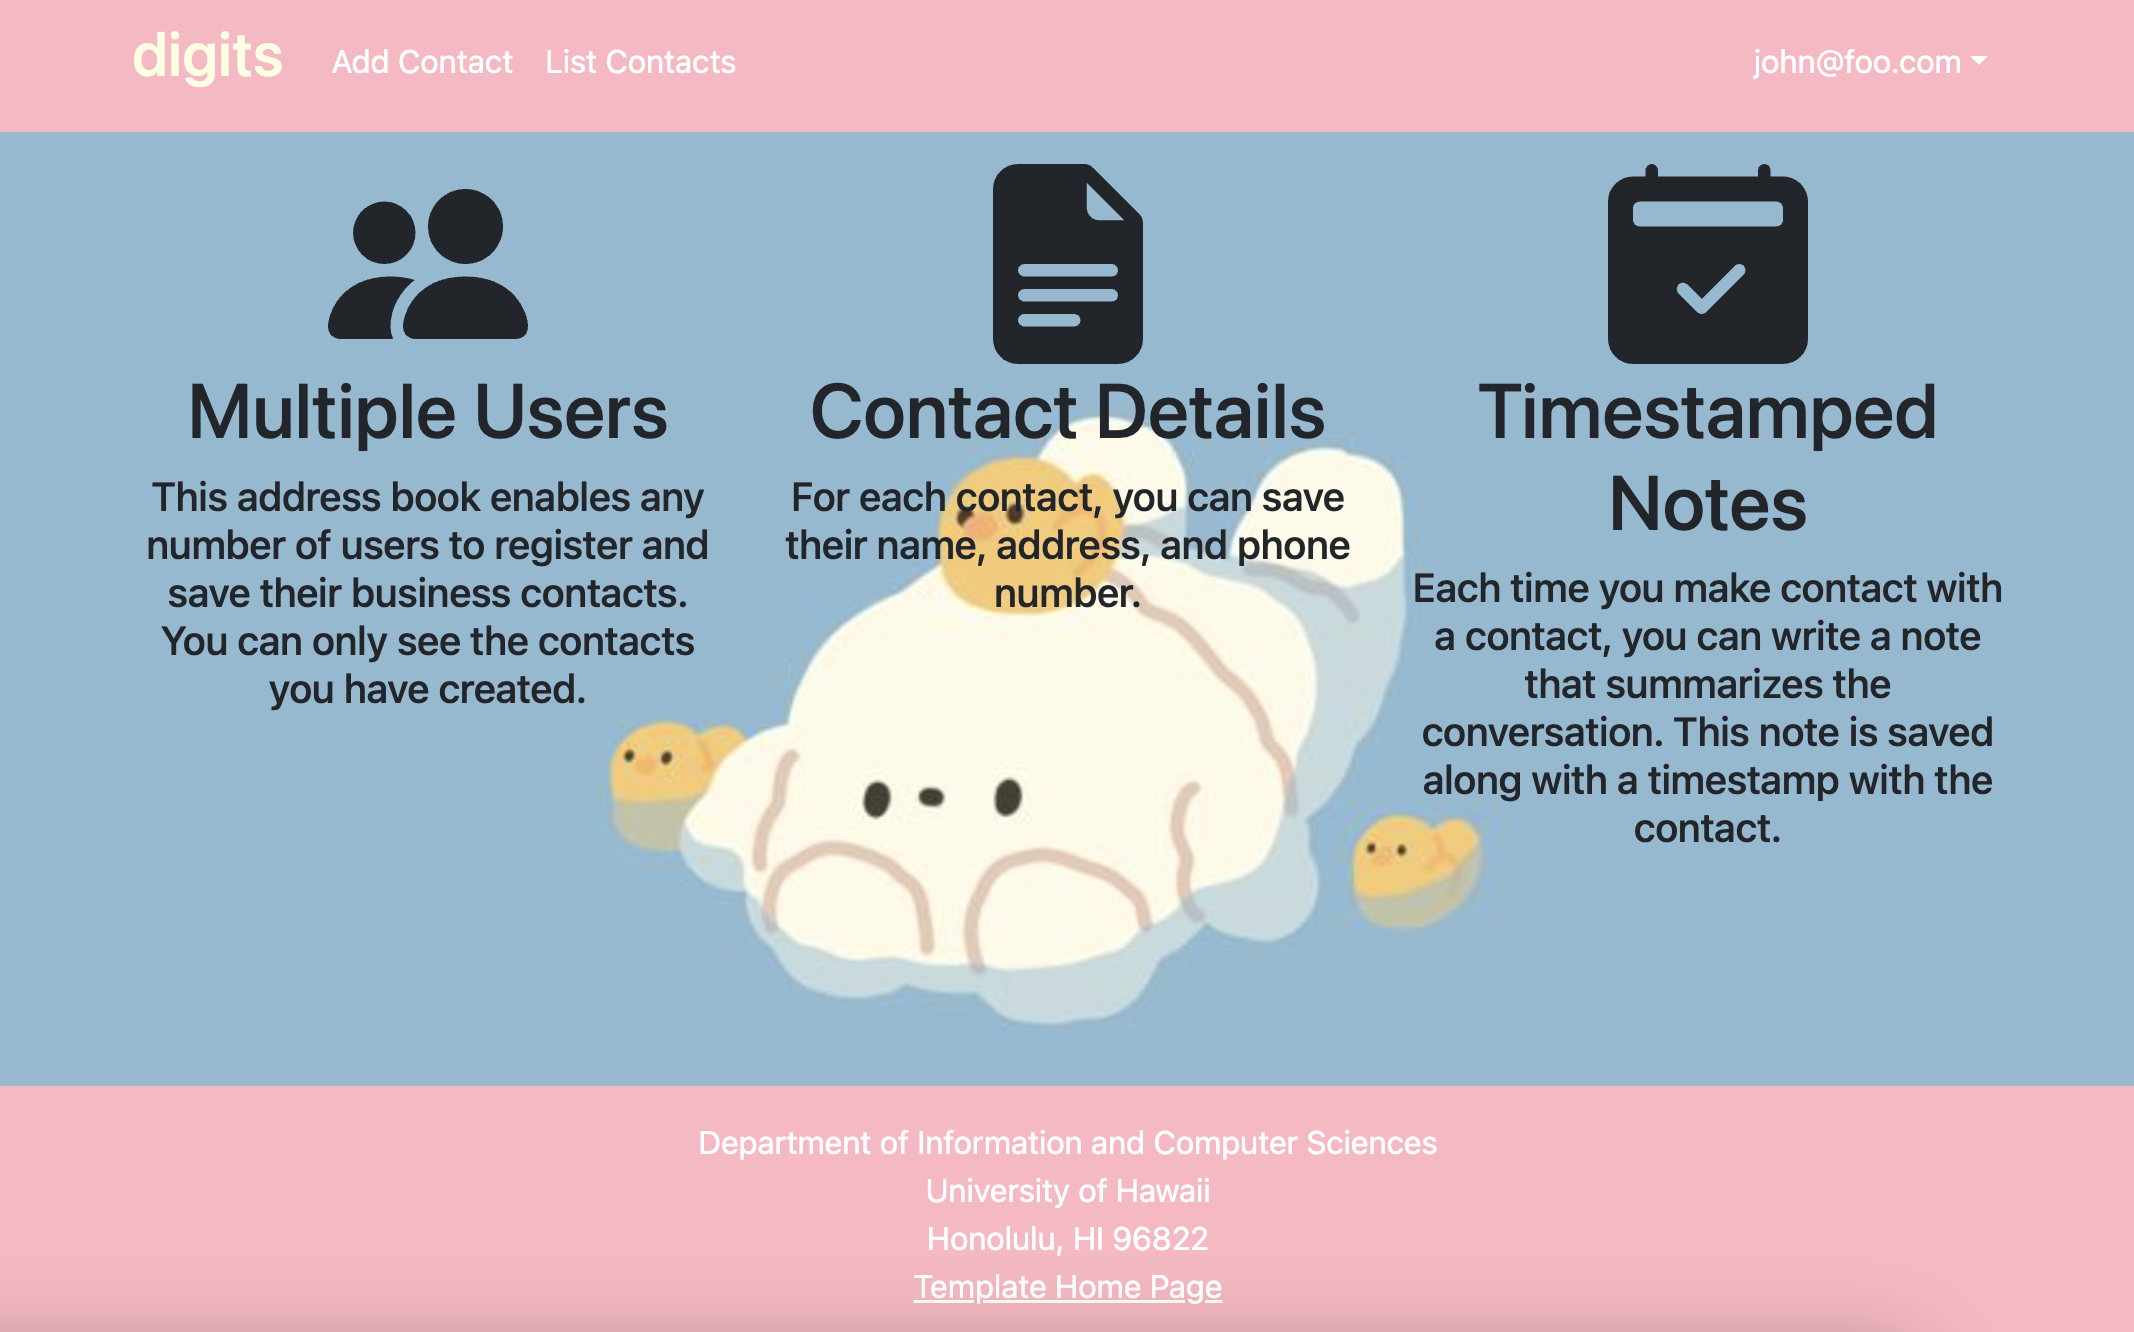 digits
Add Contact
List Contacts
john@foo.com
Multiple Users
This address book enables any
number of users to register and
save their business contacts.
You can only see the contacts
you have created.
Contact Details
For each contact, you can save
their name, address, and phone
number.
Timestamped
Notes
Each time you make contact with
a contact, you can write a note
that summarizes the
conversation. This note is saved
along with a timestamp with the
contact.
Department of Information and Computer Sciences
University of Hawaii
Honolulu, HI 96822
Template Home Page